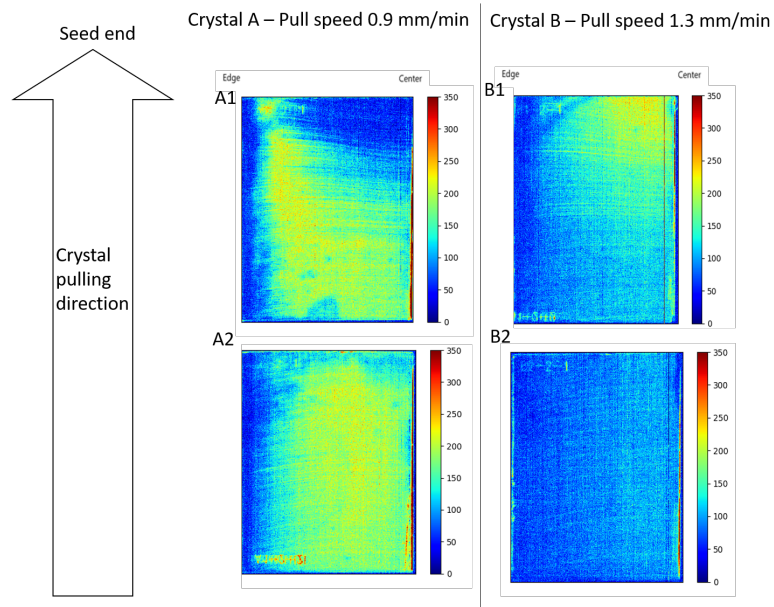 Seed end
Crystal pulling direction
Crystal A – Pull speed 0.9 mm/min
Edge
Center
A1
350
300
250
200
150
100
50
0
A2
350
300
250
200
150
100
50
0
Crystal B – Pull speed 1.3 mm/min
Edge
Center
B1
350
300
250
200
150
100
50
0
B2
350
300
250
200
150
100
50
0